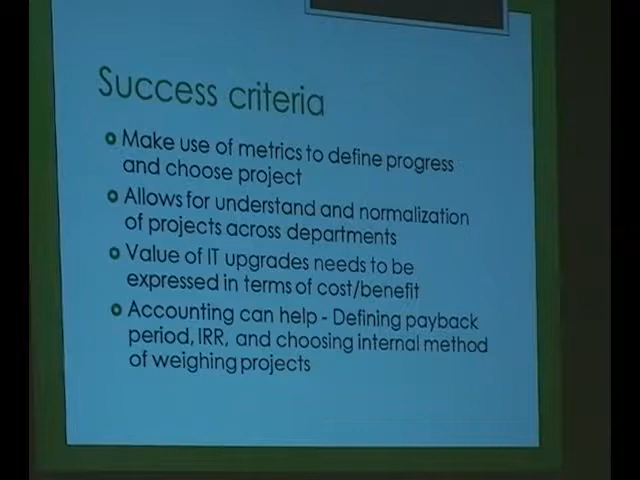 Success criteria
Make use of metrics to define progress
and choose project
Allows for understand and normalization
of projects across departments
Value of IT upgrades needs to be
expressed in terms of cost/benefit
Accounting can help - Defining payback
period, IRR, and choosing internal method
of weighing projects